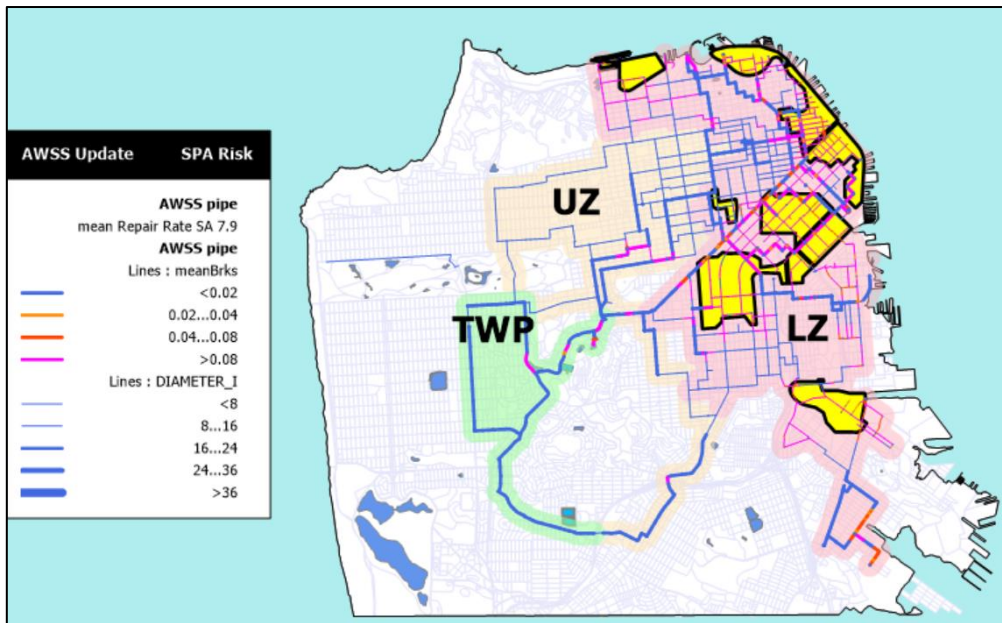 AWSS Update SPA Risk
AWSS pipe
mean Repair Rate SA 7.9
AWSS pipe
Lines : meanBrks
<0.02
0.02...0.04
0.04...0.08
>0.08
Lines : DIAMETER_I
<8
8...16
16...24
24...36
>36
UZ
TWP
LZ